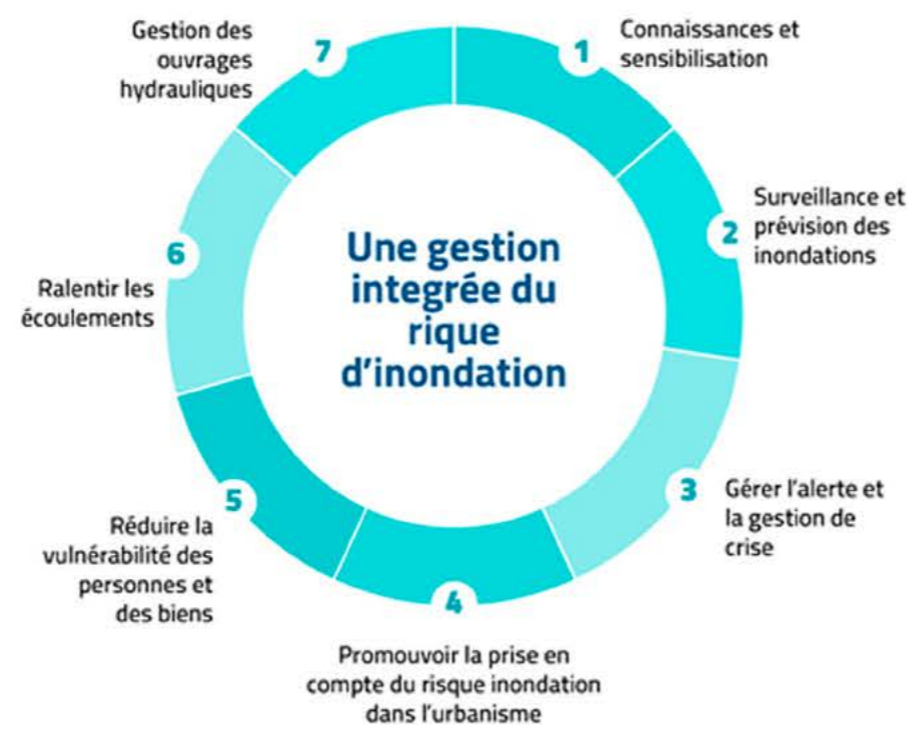 Une gestion
integrée du
rique
d'inondation
1
Connaissances et
sensibilisation
2
Surveillance et
prévision des
inondations
3
Gérer l'alerte et
la gestion de
crise
4
Promouvoir la prise en
compte du risque inondation
dans l'urbanisme
5
Réduire la
vulnérabilité des
personnes et
des biens
6
Ralentir les
écoulements
7
Gestion des
ouvrages
hydrauliques